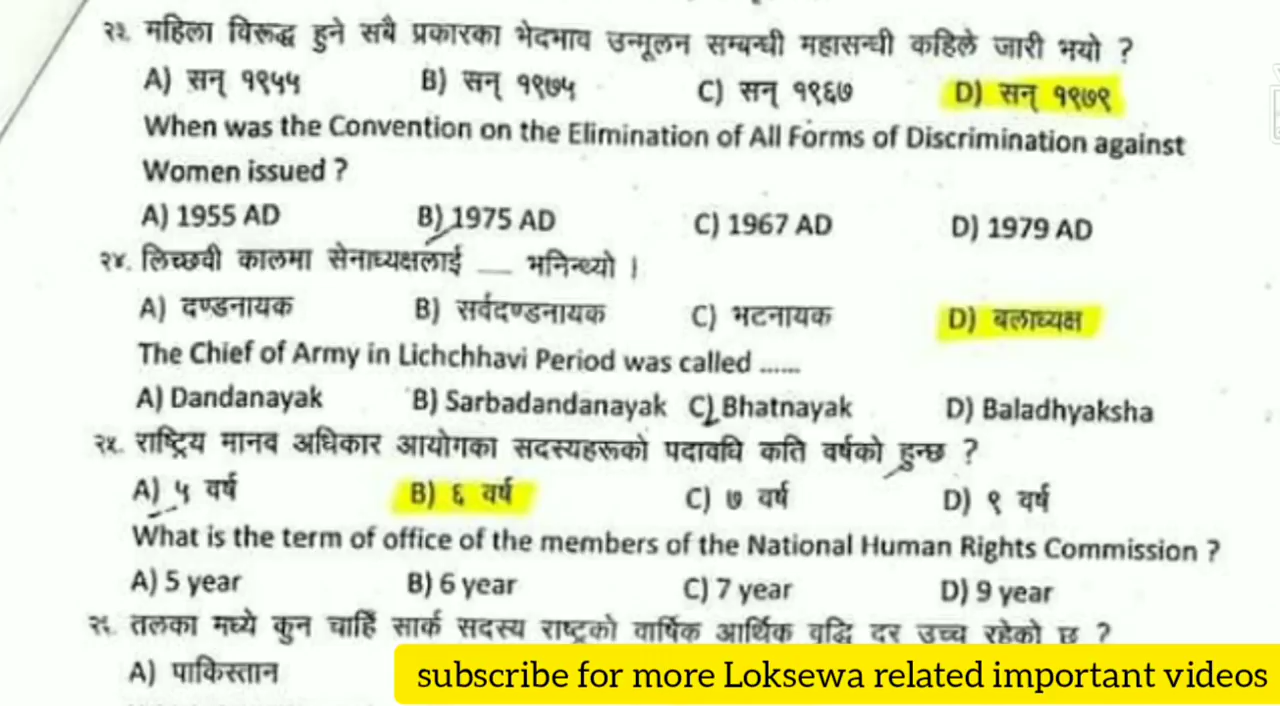 २३. महिला विरूद्ध हुने सबै प्रकारका भेदभाव उन्मूलन सम्बन्धी महासन्धी कहिले जारी भयो ?
A) सन् १९५५ B) सन् १९७५ C) सन् १९६७ D) सन् १९७९
When was the Convention on the Elimination of All Forms of Discrimination against
Women issued ?
A) 1955 AD B) 1975 AD C) 1967 AD D) 1979 AD
२४. लिच्छवी कालमा सेनाध्यक्षलाई __ भनिन्थ्यो ।
A) दण्डनायक B) सर्वदण्डनायक C) भटनायक D) बलाध्यक्ष
The Chief of Army in Lichchhavi Period was called ......
A) Dandanayak B) Sarbadandanayak C) Bhatnayak D) Baladhyaksha
२५. राष्ट्रिय मानव अधिकार आयोगका सदस्यहरूको पदावधि कति वर्षको हुन्छ ?
A) ५ वर्ष B) ६ वर्ष C) ७ वर्ष D) ९ वर्ष
What is the term of office of the members of the National Human Rights Commission ?
A) 5 year B) 6 year C) 7 year D) 9 year
२६. तलका मध्ये कुन चाहिँ सार्क सदस्य राष्ट्रको वार्षिक आर्थिक वृद्धि दर उच्च रहेको छ ?
A) पाकिस्तान
subscribe for more Loksewa related important videos